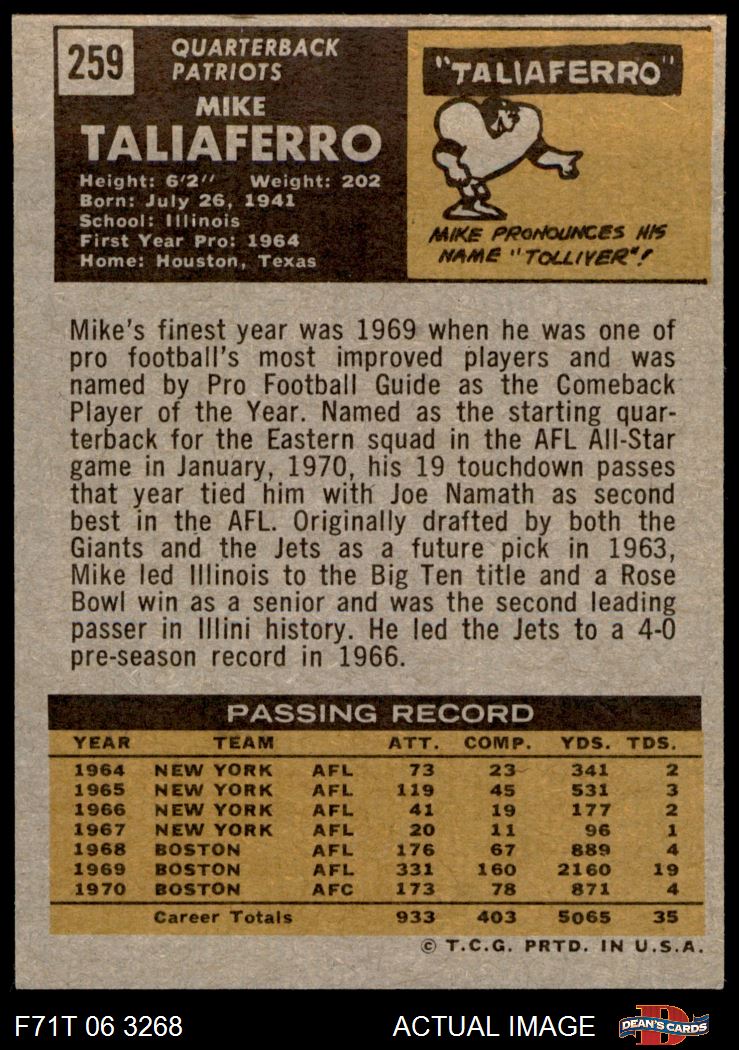 259
QUARTERBACK
PATRIOTS
MIKE
TALIAFERRO
Height: 6'2" Weight: 202
Born: July 26, 1941
School: Illinois
First Year Pro: 1964
Home: Houston, Texas
"TALIAFERRO"
N
MIKE PRONOUNCES HIS
NAME "TOLLIVER"!
Mike's finest year was 1969 when he was one of
pro football's most improved players and was
named by Pro Football Guide as the Comeback
Player of the Year. Named as the starting quar-
terback for the Eastern squad in the AFL All-Star
game in January, 1970, his 19 touchdown passes
that year tied him with Joe Namath as second
best in the AFL. Originally drafted by both the
Giants and the Jets as a future pick in 1963,
Mike led Illinois to the Big Ten title and a Rose
Bowl win as a senior and was the second leading
passer in Illini history. He led the Jets to a 4-0
pre-season record in 1966.
PASSING RECORD
YEAR TEAM ATT. COMP. YDS. TDS.
1964 NEW YORK AFL 73 23 341 2
1965 NEW YORK AFL 119 45 531 3
1966 NEW YORK AFL 41 19 177 2
1967 NEW YORK AFL 20 11 96 1
1968 BOSTON AFL 176 67 889 4
1969 BOSTON AFL 331 160 2160 19
1970 BOSTON AFC 173 78 871 4
Career Totals 933 403 5065 35
© T.C.G. PRTD. IN U.S.A.
F71T 06 3268 ACTUAL IMAGE
D
DEAN'S CARDS